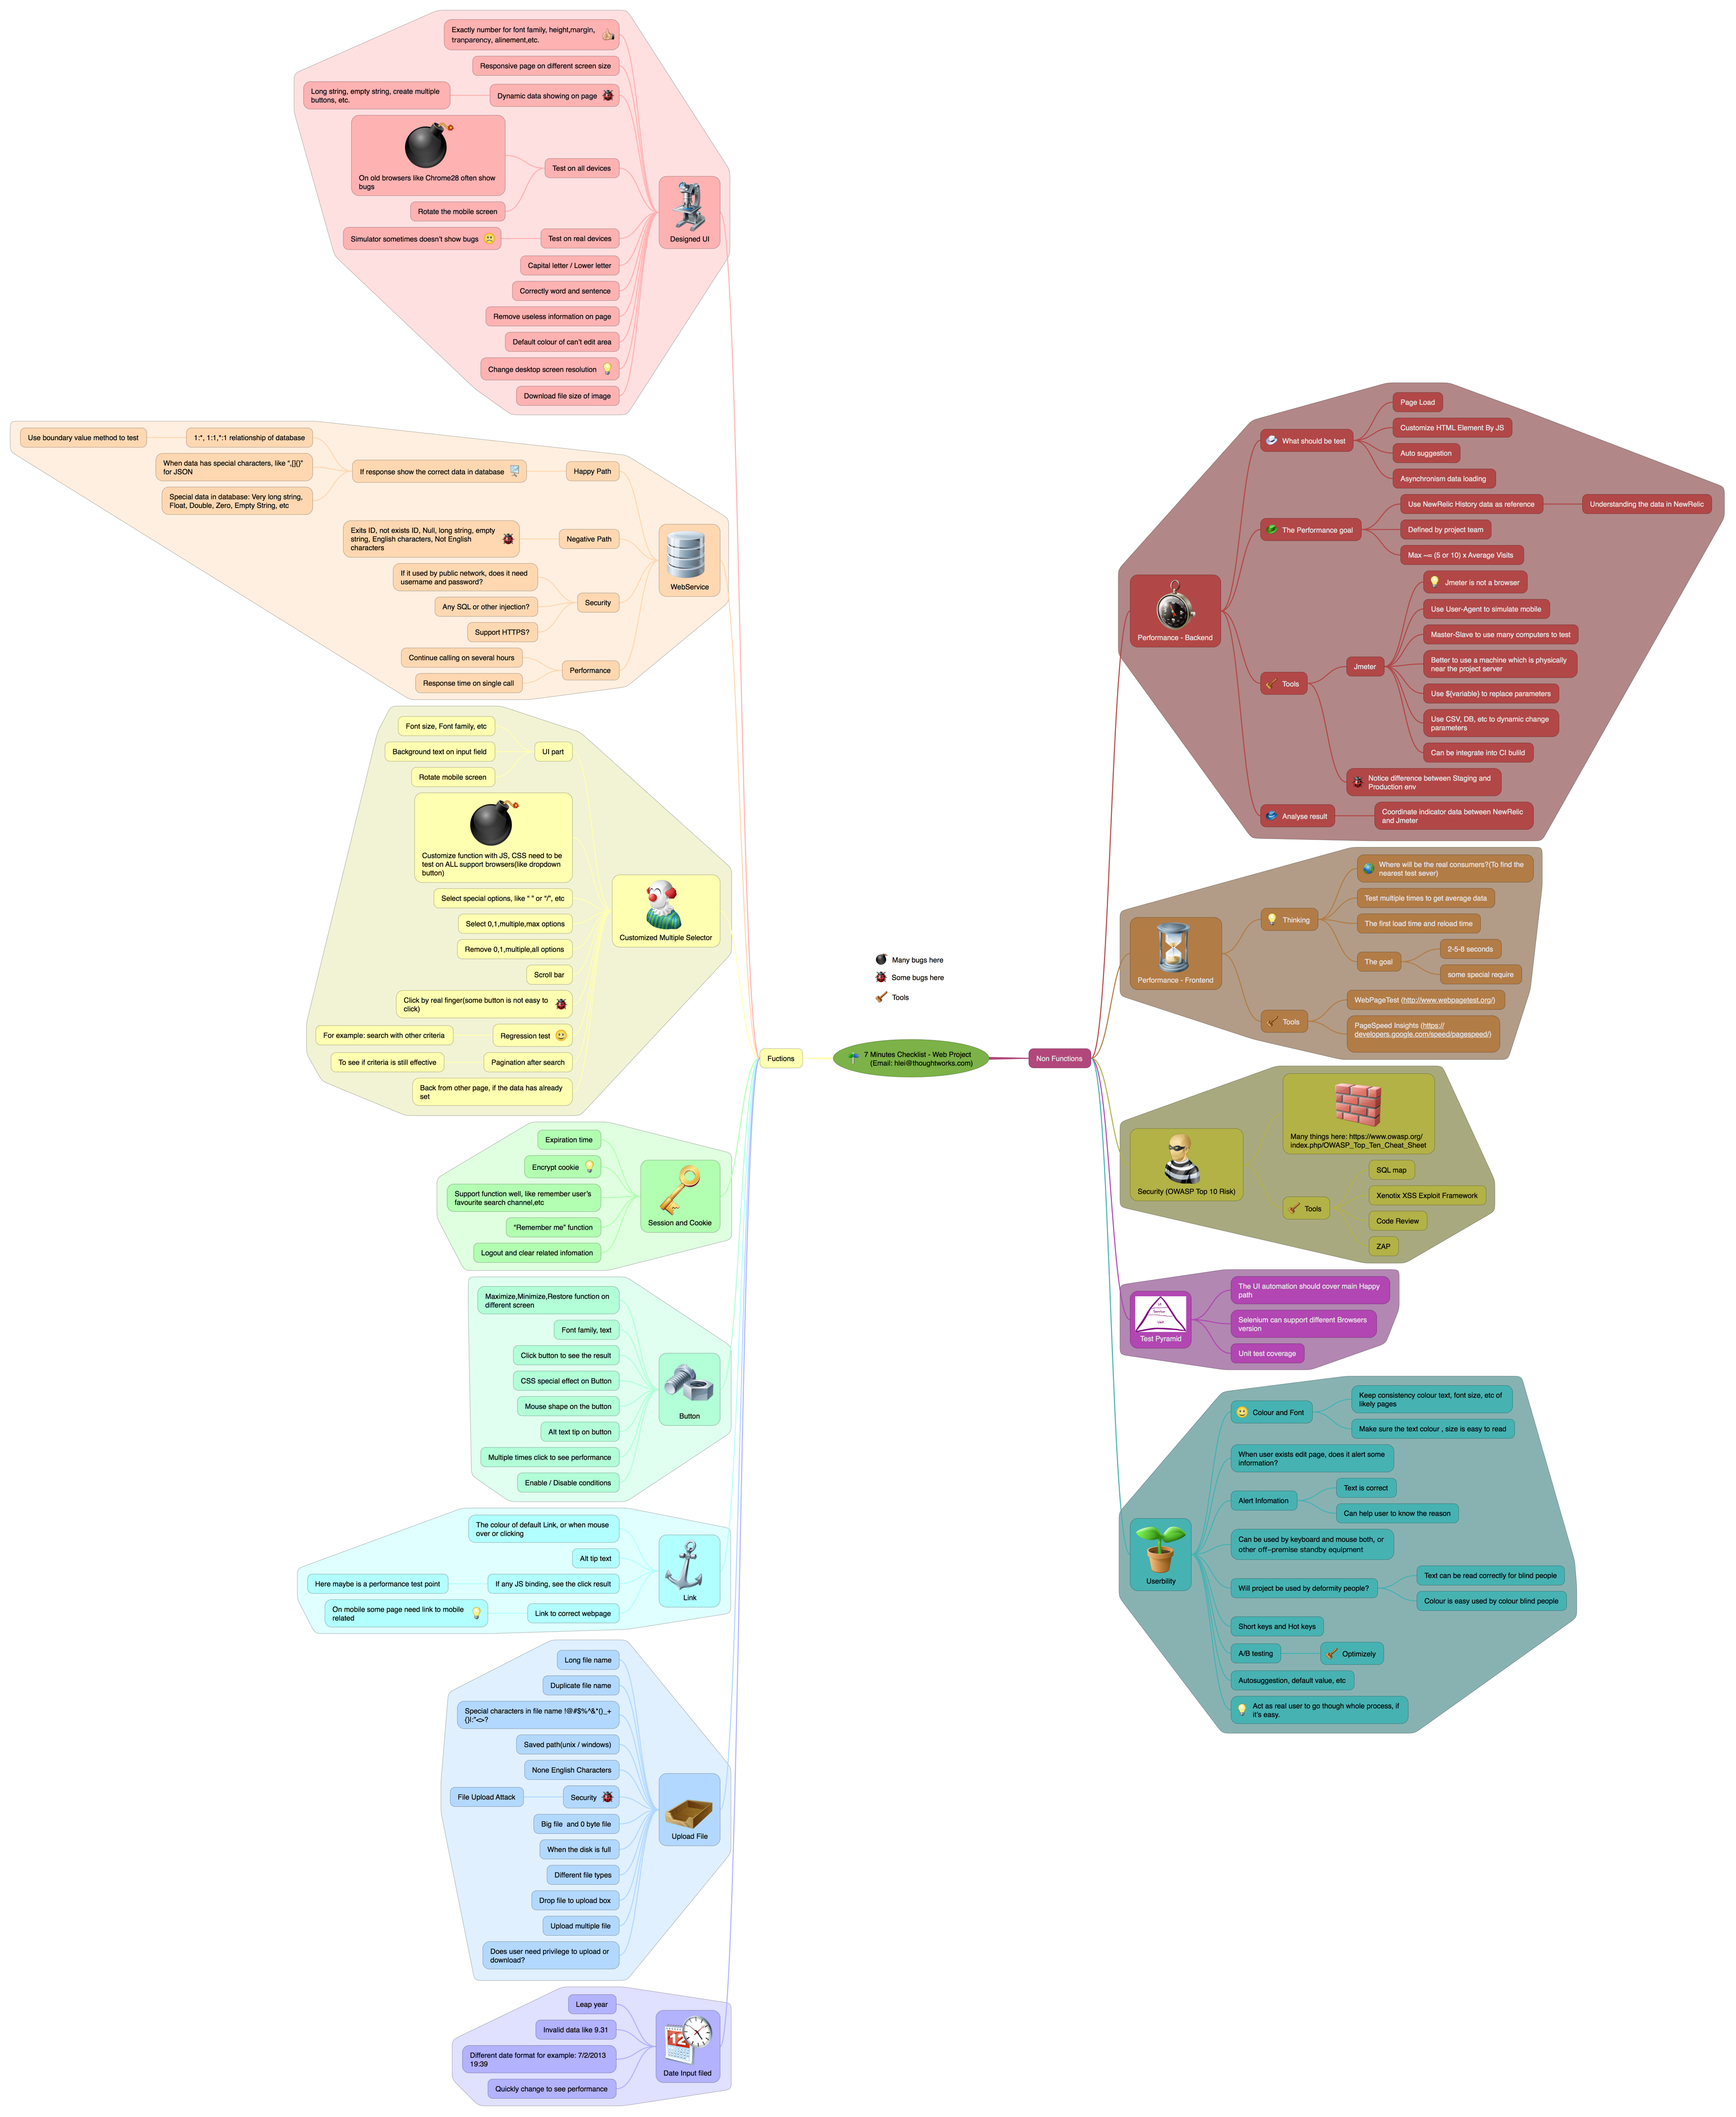 Exactly number for font family, height,margin,
tranparency, alinement,etc.
Responsive page on different screen size
Long string, empty string, create multiple
buttons, etc.
Dynamic data showing on page
On old browsers like Chrome28 often show
bugs
Test on all devices
Rotate the mobile screen
Simulator sometimes doesn't show bugs
Test on real devices
Designed UI
Capital letter / Lower letter
Correctly word and sentence
Remove useless information on page
Default colour of can't edit area
Change desktop screen resolution
Download file size of image
Use boundary value method to test
1:*, 1:1,*:1 relationship of database
When data has special characters, like ",[]{}"
for JSON
If response show the correct data in database
Happy Path
Special data in database: Very long string,
Float, Double, Zero, Empty String, etc
Exits ID, not exists ID, Null, long string, empty
string, English characters, Not English
characters
Negative Path
WebService
If it used by public network, does it need
username and password?
Any SQL or other injection?
Security
Support HTTPS?
Continue calling on several hours
Performance
Response time on single call
Font size, Font family, etc
Background text on input field
UI part
Rotate mobile screen
Customize function with JS, CSS need to be
test on ALL support browsers(like dropdown
button)
Select special options, like " " or "/", etc
Select 0,1,multiple,max options
Customized Multiple Selector
Remove 0,1,multiple,all options
Scroll bar
Click by real finger(some button is not easy to
click)
For example: search with other criteria
Regression test
To see if criteria is still effective
Pagination after search
Back from other page, if the data has already
set
Expiration time
Encrypt cookie
Support function well, like remember user's
favourite search channel,etc
Session and Cookie
"Remember me" function
Logout and clear related infomation
Maximize,Minimize,Restore function on
different screen
Font family, text
Click button to see the result
CSS special effect on Button
Button
Mouse shape on the button
Alt text tip on button
Multiple times click to see performance
Enable / Disable conditions
The colour of default Link, or when mouse
over or clicking
Alt tip text
Here maybe is a performance test point
If any JS binding, see the click result
Link
On mobile some page need link to mobile
related
Link to correct webpage
Long file name
Duplicate file name
Special characters in file name !@#$%^&*()_+
{}|:"<>?
Saved path(unix / windows)
None English Characters
File Upload Attack
Security
Big file  and 0 byte file
Upload File
When the disk is full
Different file types
Drop file to upload box
Upload multiple file
Does user need privilege to upload or
download?
Leap year
Invalid data like 9.31
Different date format for example: 7/2/2013
19:39
Date Input filed
Quickly change to see performance
Many bugs here
Some bugs here
Tools
Fuctions
7 Minutes Checklist - Web Project
(Email: hlei@thoughtworks.com)
Non Functions
Page Load
Customize HTML Element By JS
What should be test
Auto suggestion
Asynchronism data loading
Use NewRelic History data as reference
Understanding the data in NewRelic
The Performance goal
Defined by project team
Max –= (5 or 10) x Average Visits
Performance - Backend
Jmeter is not a browser
Use User-Agent to simulate mobile
Master-Slave to use many computers to test
Better to use a machine which is physically
near the project server
Jmeter
Tools
Use ${variable} to replace parameters
Use CSV, DB, etc to dynamic change
parameters
Can be integrate into CI builid
Notice difference between Staging and
Production env
Analyse result
Coordinate indicator data between NewRelic
and Jmeter
Where will be the real consumers?(To find the
nearest test sever)
Test multiple times to get average data
Thinking
The first load time and reload time
The goal
2-5-8 seconds
some special require
Performance - Frontend
WebPageTest (http://www.webpagetest.org/)
Tools
PageSpeed Insights (https://
developers.google.com/speed/pagespeed/)
Many things here: https://www.owasp.org/
index.php/OWASP_Top_Ten_Cheat_Sheet
Security (OWASP Top 10 Risk)
SQL map
Xenotix XSS Exploit Framework
Tools
Code Review
ZAP
The UI automation should cover main Happy
path
Selenium can support different Browsers
version
Test Pyramid
Unit test coverage
Colour and Font
Keep consistency colour text, font size, etc of
likely pages
Make sure the text colour , size is easy to read
When user exists edit page, does it alert some
information?
Alert Infomation
Text is correct
Can help user to know the reason
Can be used by keyboard and mouse both, or
other off-premise standby equipment
Userbility
Will project be used by deformity people?
Text can be read correctly for blind people
Colour is easy used by colour blind people
Short keys and Hot keys
A/B testing
Optimizely
Autosuggestion, default value, etc
Act as real user to go though whole process, if
it's easy.